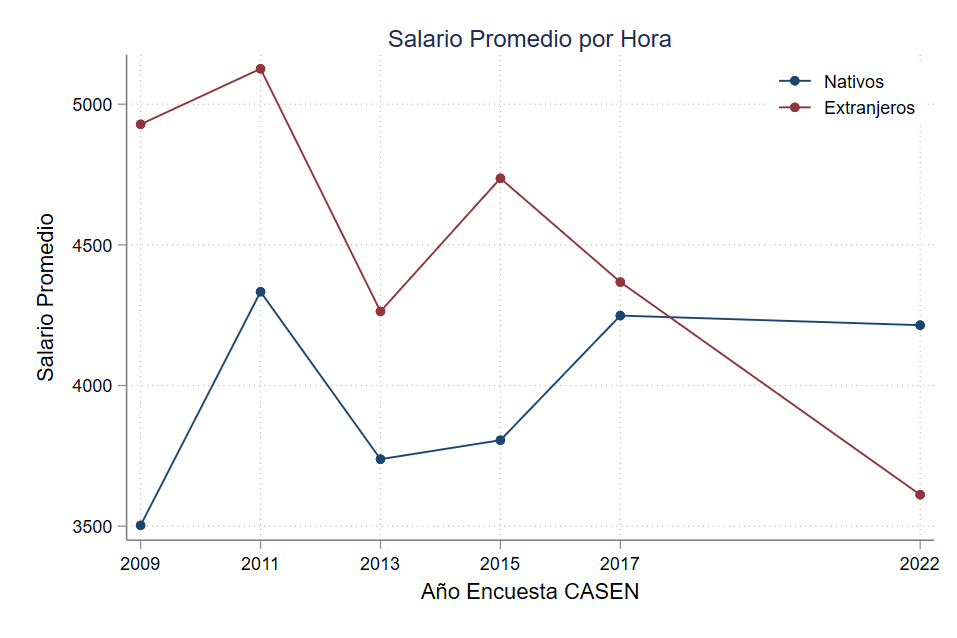 Salario Promedio por Hora
Nativos
Extranjeros
Salario Promedio
5000
4500
4000
3500
2009 2011 2013 2015 2017 2022
Año Encuesta CASEN